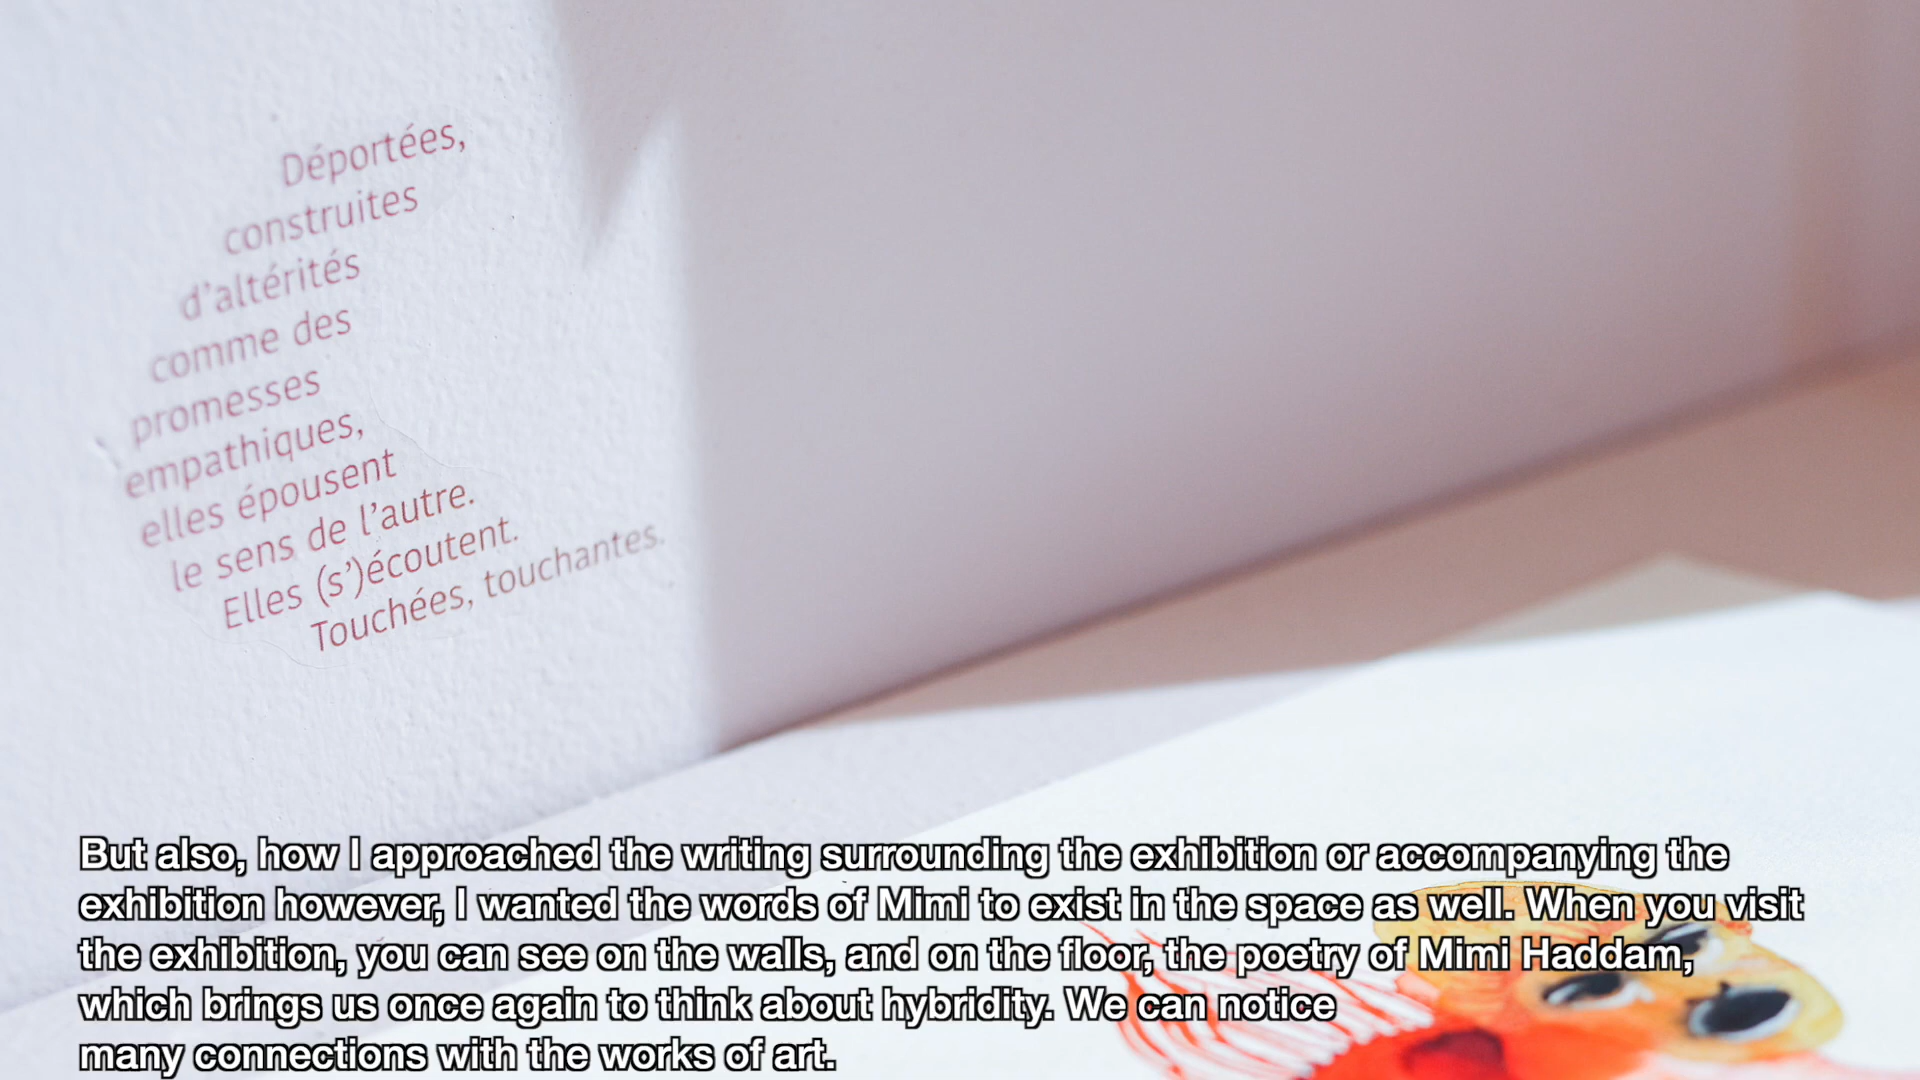 Déportées,
construites
d'altérités
comme des
promesses
empathiques,
elles épousent
le sens de l'autre.
Elles (s')écoutent.
Touchées, touchantes.
But also, how I approached the writing surrounding the exhibition or accompanying the
exhibition however, I wanted the words of Mimi to exist in the space as well. When you visit
the exhibition, you can see on the walls, and on the floor, the poetry of Mimi Haddam,
which brings us once again to think about hybridity. We can notice
many connections with the works of art.